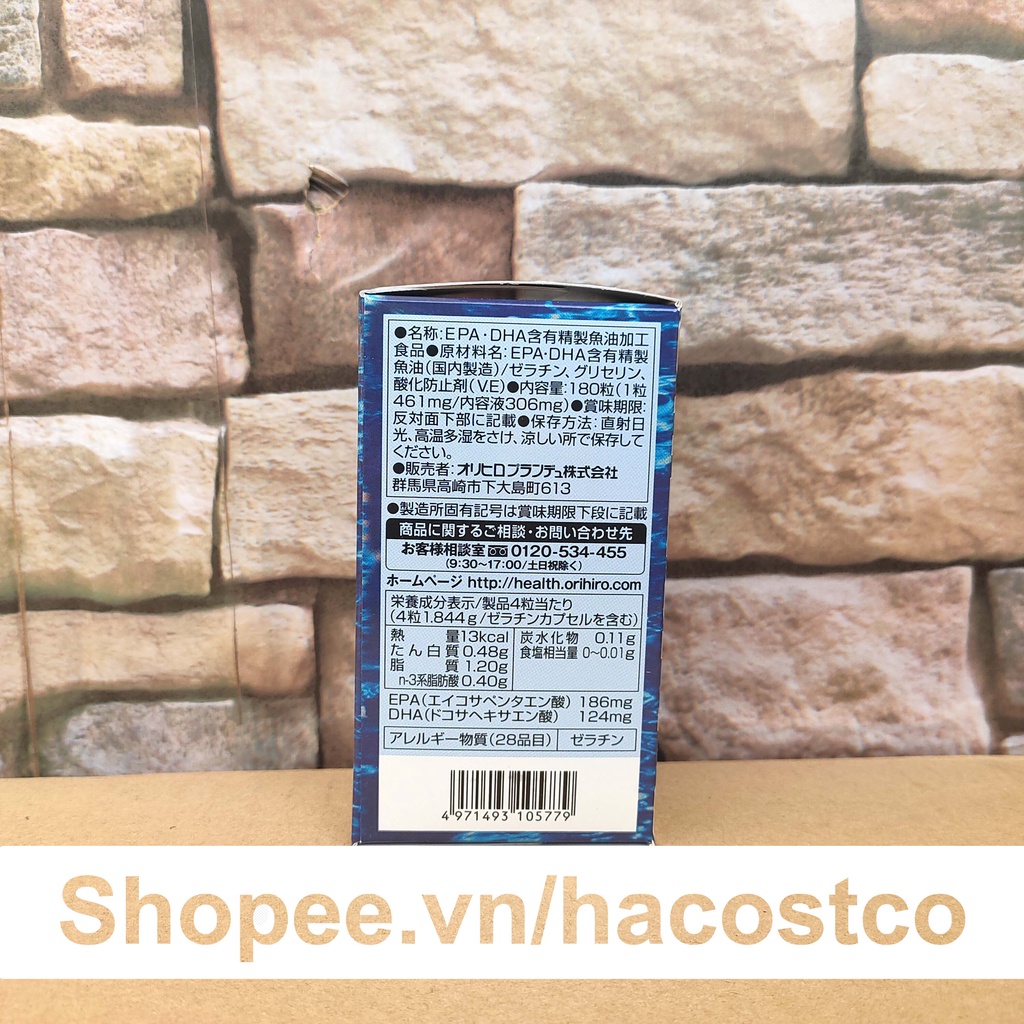 ●名称:EPA・DHA含有精製魚油加工
食品●原材料名:EPA・DHA含有精製
魚油(国内製造)/ゼラチン、グリセリン、
酸化防止剤(V.E)●内容量:180粒(1粒
461mg/内容液306mg)●賞味期限:
反対面下部に記載●保存方法:直射日
光、高温多湿をさけ、涼しい所で保存して
ください。
●販売者:オリヒロプランデュ株式会社
群馬県高崎市下大島町613
●製造所固有記号は賞味期限下段に記載
商品に関するご相談・お問い合わせ先
お客様相談室 0120-534-455
(9:30～17:00/土日祝除く)
ホームページ http://health.orihiro.com
栄養成分表示/製品4粒当たり
(4粒1.844g/ゼラチンカプセルを含む)
熱量13kcal 炭水化物 0.11g
たん白質0.48g 食塩相当量 0～0.01g
脂質1.20g
n-3系脂肪酸0.40g
EPA(エイコサペンタエン酸) 186mg
DHA(ドコサヘキサエン酸) 124mg
アレルギー物質(28品目) ゼラチン
4 971493 105779
Shopee.vn/hacostco